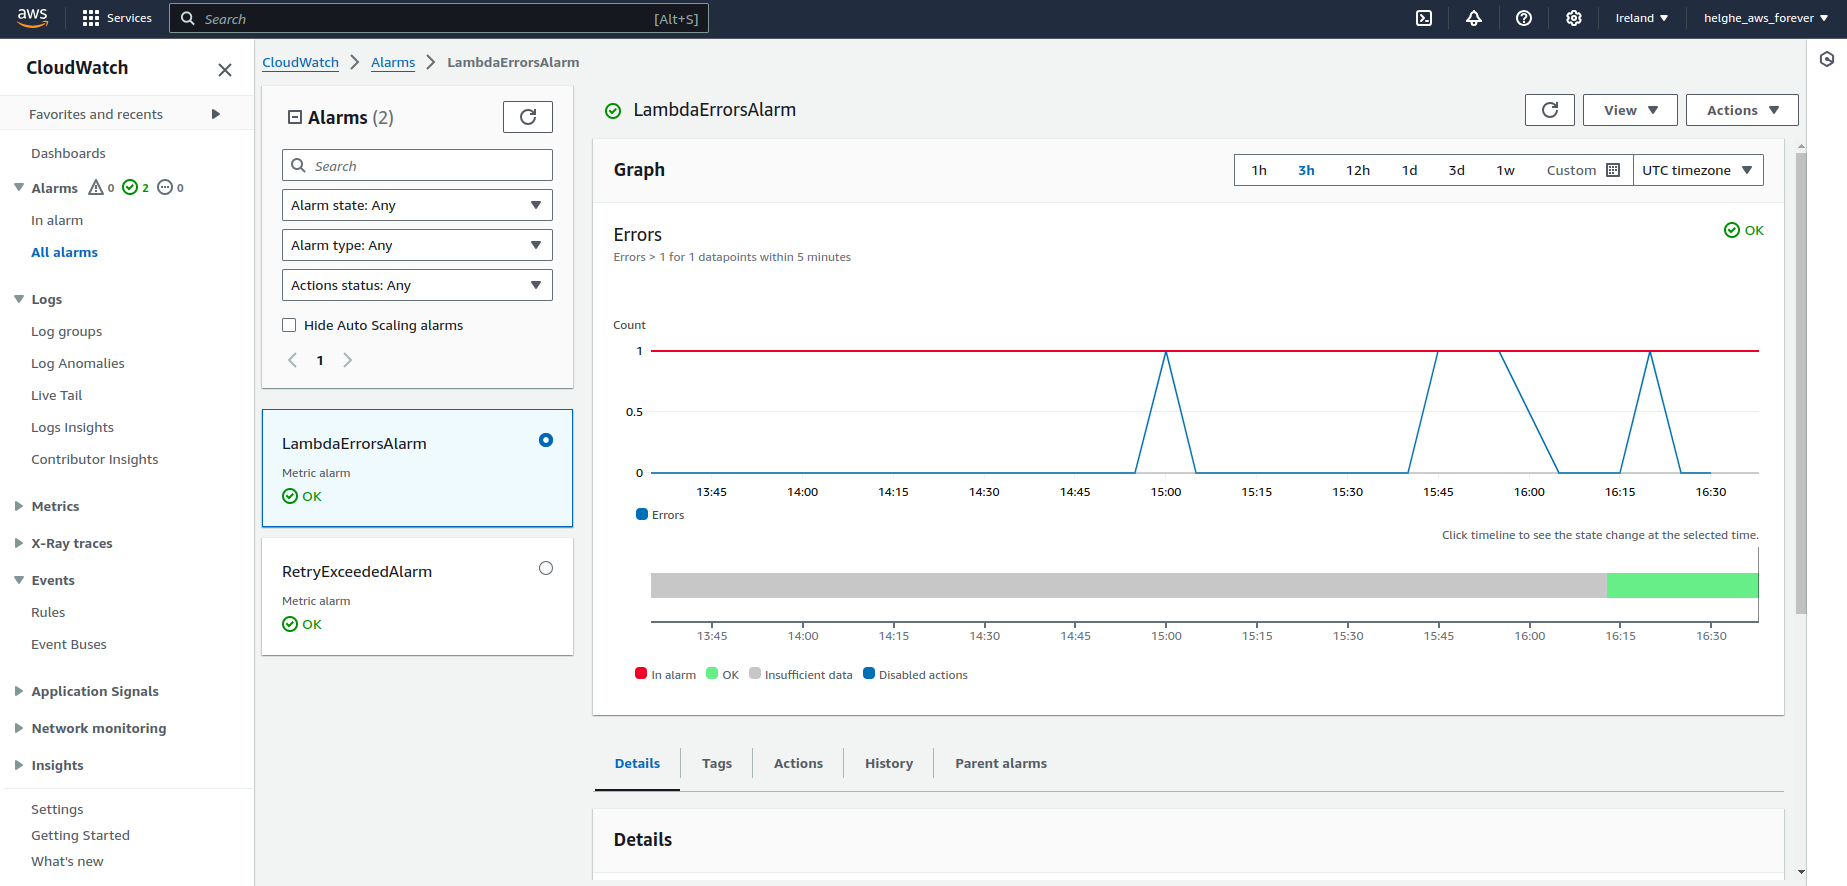 aws
Services
Search
[Alt+S]
Ireland
helghe_aws_forever
CloudWatch
Favorites and recents
Dashboards
Alarms 0 2 0
In alarm
All alarms
Logs
Log groups
Log Anomalies
Live Tail
Logs Insights
Contributor Insights
Metrics
X-Ray traces
Events
Rules
Event Buses
Application Signals
Network monitoring
Insights
Settings
Getting Started
What's new
CloudWatch
Alarms
LambdaErrorsAlarm
Alarms (2)
Search
Alarm state: Any
Alarm type: Any
Actions status: Any
Hide Auto Scaling alarms
1
LambdaErrorsAlarm
Metric alarm
OK
RetryExceededAlarm
Metric alarm
OK
LambdaErrorsAlarm
View
Actions
Graph
1h 3h 12h 1d 3d 1w Custom UTC timezone
Errors
OK
Errors > 1 for 1 datapoints within 5 minutes
Count
1
0.5
0
13:45 14:00 14:15 14:30 14:45 15:00 15:15 15:30 15:45 16:00 16:15 16:30
Errors
Click timeline to see the state change at the selected time.
13:45 14:00 14:15 14:30 14:45 15:00 15:15 15:30 15:45 16:00 16:15 16:30
In alarm OK Insufficient data Disabled actions
Details Tags Actions History Parent alarms
Details